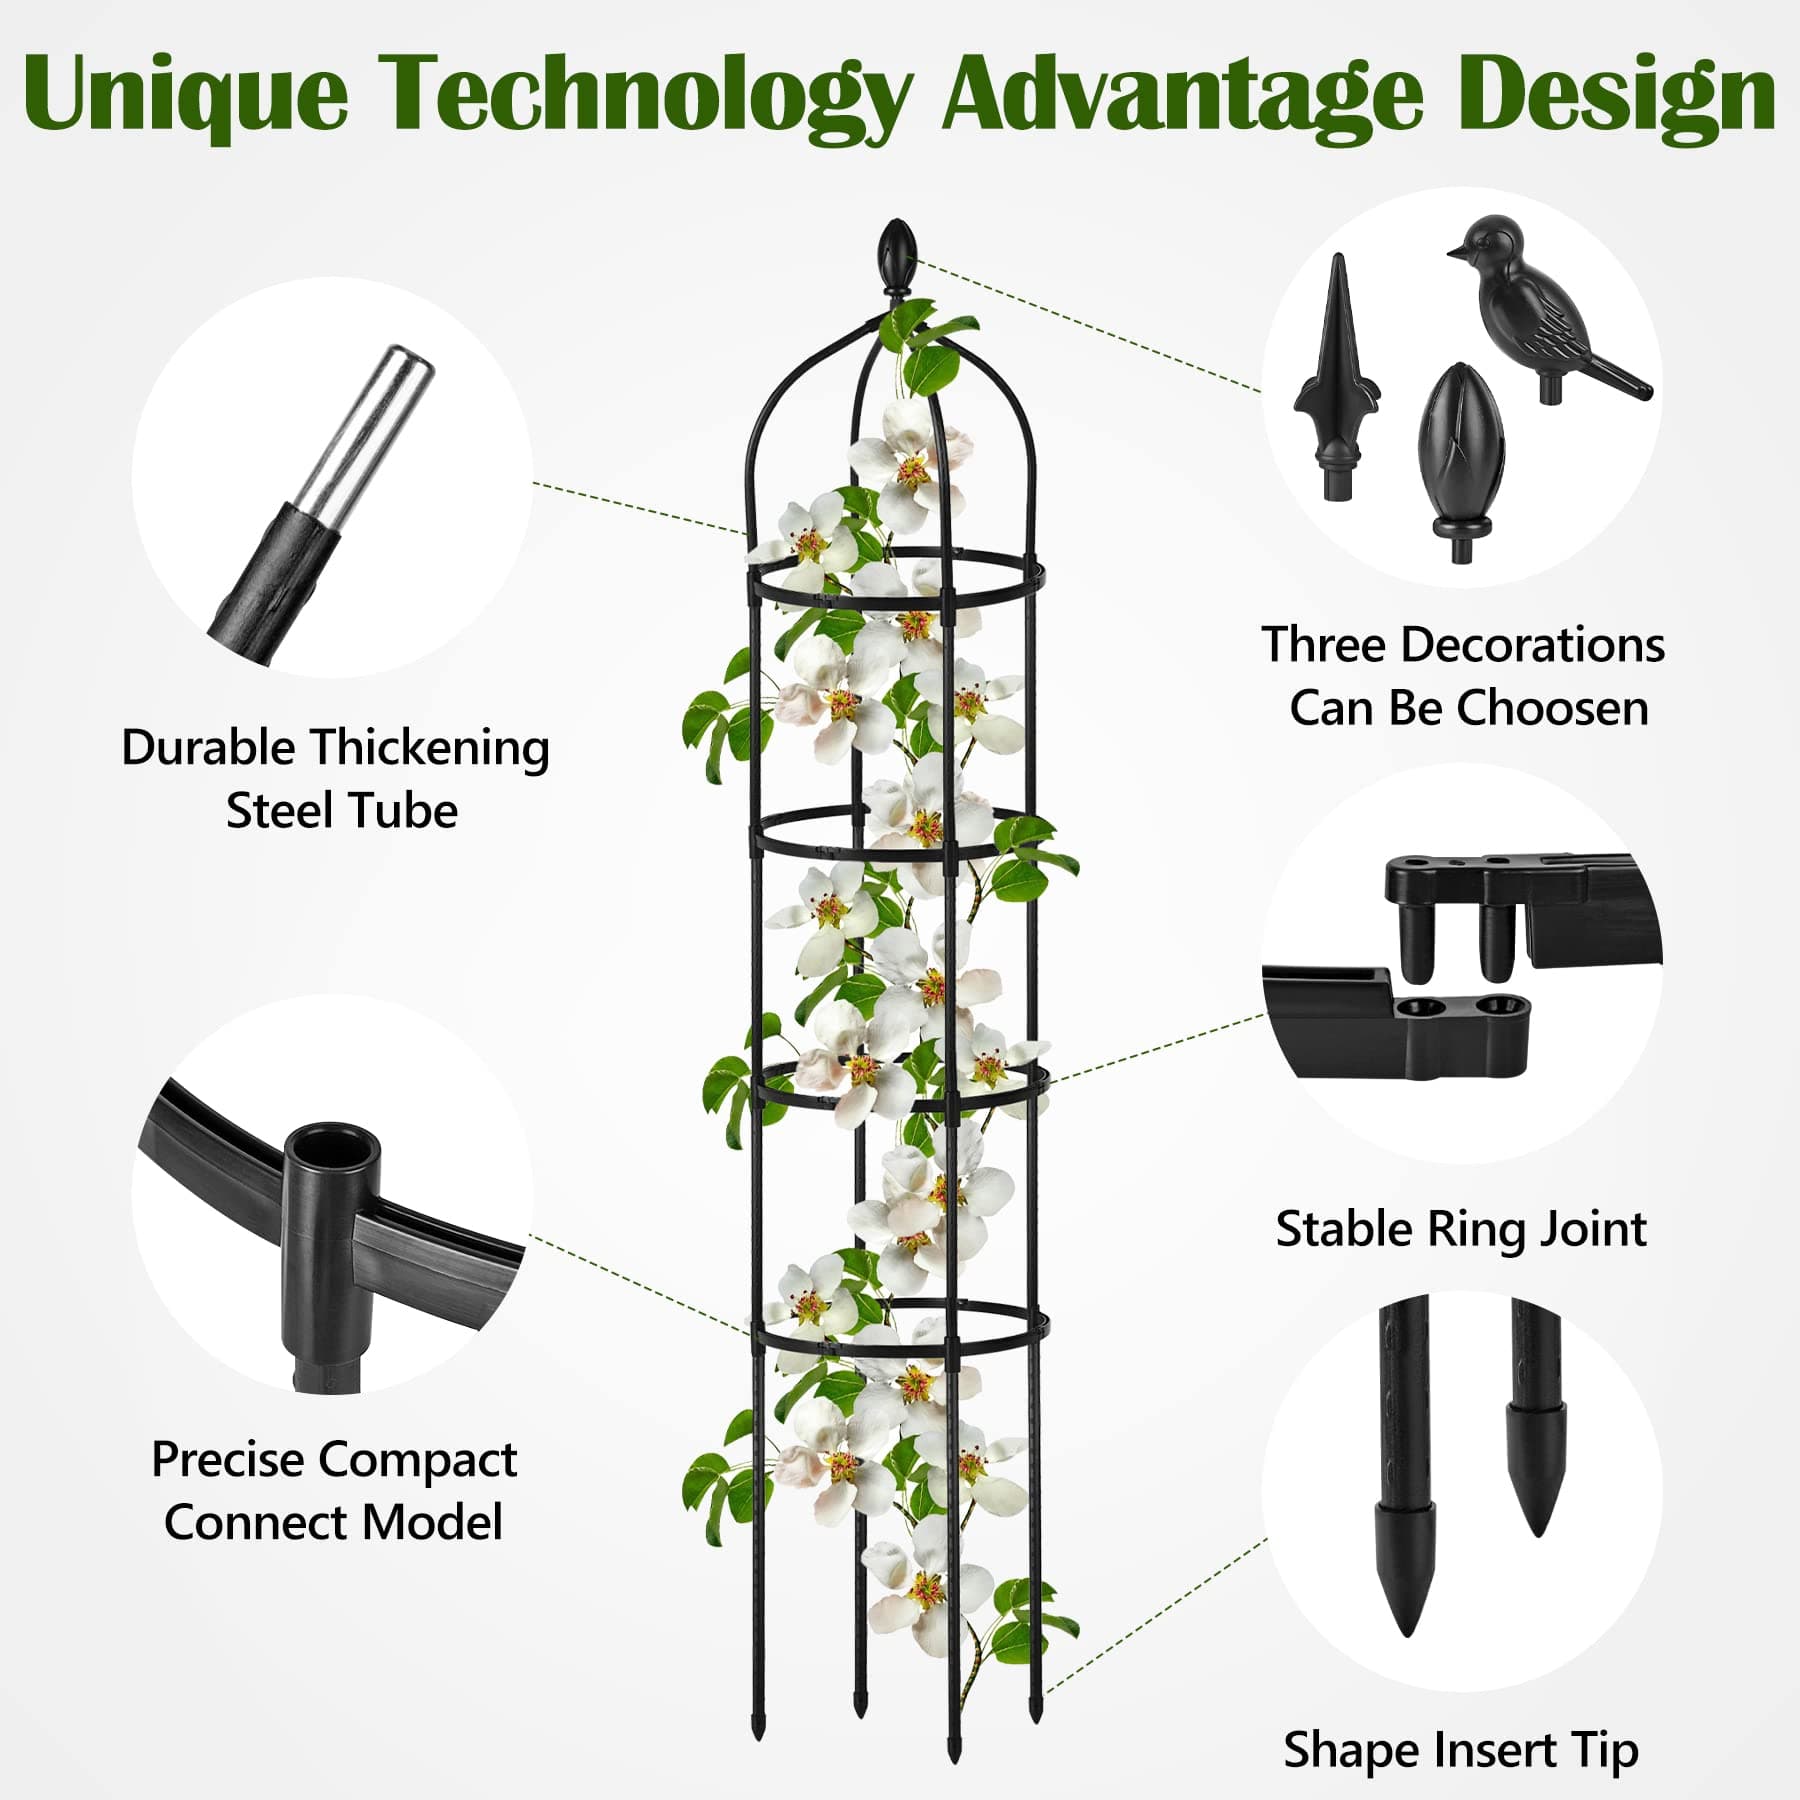 Unique Technology Advantage Design
Durable Thickening
Steel Tube
Three Decorations
Can Be Choosen
Stable Ring Joint
Precise Compact
Connect Model
Shape Insert Tip